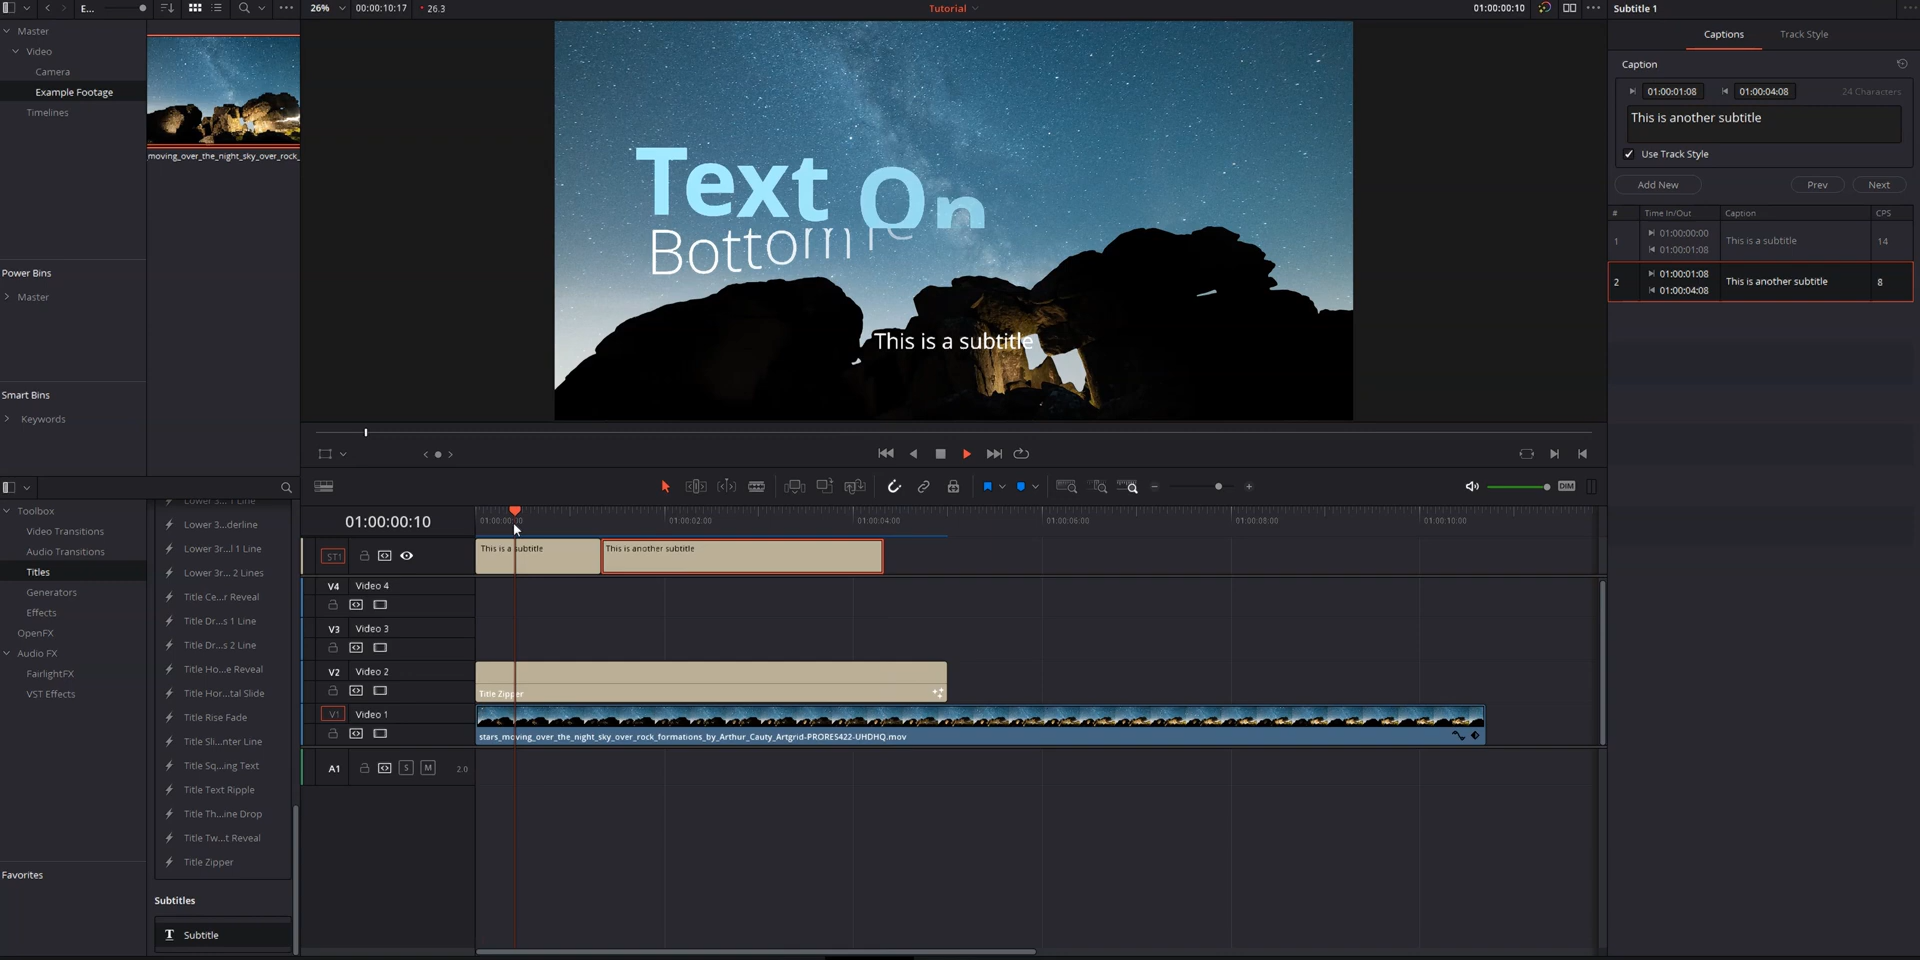 E...
26%
00:00:10:17
26.3
Tutorial
01:00:00:10
Subtitle 1
Master
Video
Camera
Example Footage
Timelines
moving_over_the_night_sky_over_rock_
Power Bins
Master
Smart Bins
Keywords
Text On
Bottom
This is a subtitle
Captions
Track Style
Caption
01:00:01:08
01:00:04:08
24 Characters
This is another subtitle
Use Track Style
Add New
Prev
Next
#
Time In/Out
Caption
CPS
1
01:00:00:00
01:00:01:08
This is a subtitle
14
2
01:00:01:08
01:00:04:08
This is another subtitle
8
DIM
Toolbox
Video Transitions
Audio Transitions
Titles
Generators
Effects
OpenFX
Audio FX
FairlightFX
VST Effects
Favorites
Lower 3... 1 Line
Lower 3...derline
Lower 3r...l 1 Line
Lower 3r... 2 Lines
Title Ce...r Reveal
Title Dr...s 1 Line
Title Dr...s 2 Line
Title Ho...e Reveal
Title Hor...tal Slide
Title Rise Fade
Title Sli...nter Line
Title Sq...ing Text
Title Text Ripple
Title Th...ine Drop
Title Tw...t Reveal
Title Zipper
Subtitles
T Subtitle
01:00:00:10
01:00:00:00
01:00:02:00
01:00:04:00
01:00:06:00
01:00:08:00
01:00:10:00
ST1
This is a subtitle
This is another subtitle
V4 Video 4
V3 Video 3
V2 Video 2
Title Zipper
V1 Video 1
stars_moving_over_the_night_sky_over_rock_formations_by_Arthur_Cauty_Artgrid-PRORES422-UHDHQ.mov
A1
S
M
2.0